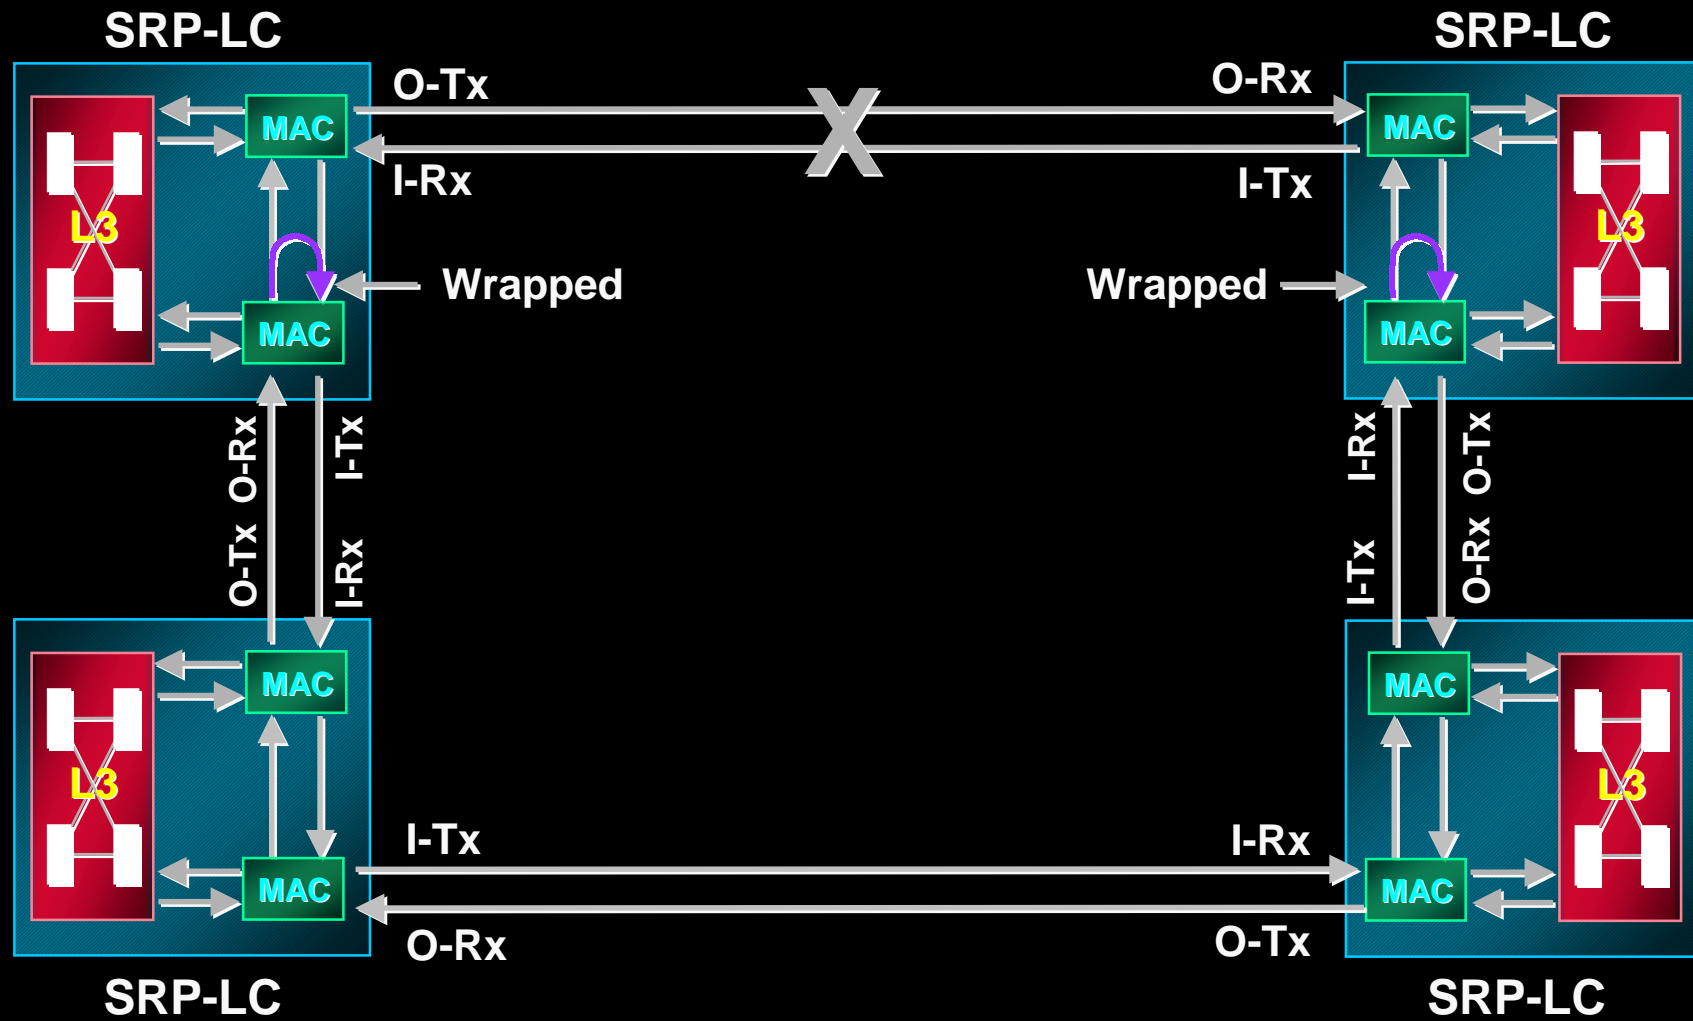 SRP-LC
SRP-LC
O-Tx
O-Rx
MAC
MAC
I-Rx
I-Tx
L3
L3
Wrapped
Wrapped
MAC
MAC
O-Rx
I-Tx
I-Rx
O-Tx
O-Tx
I-Rx
I-Tx
O-Rx
MAC
MAC
L3
L3
I-Tx
I-Rx
MAC
MAC
O-Rx
O-Tx
SRP-LC
SRP-LC